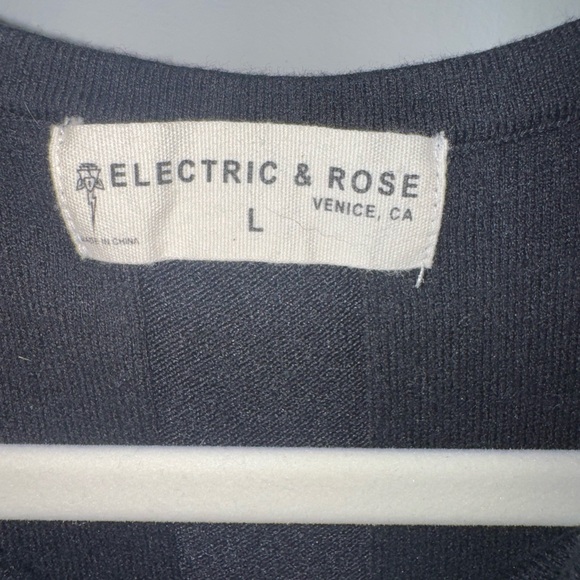 ELECTRIC & ROSE
VENICE, CA
L
MADE IN CHINA